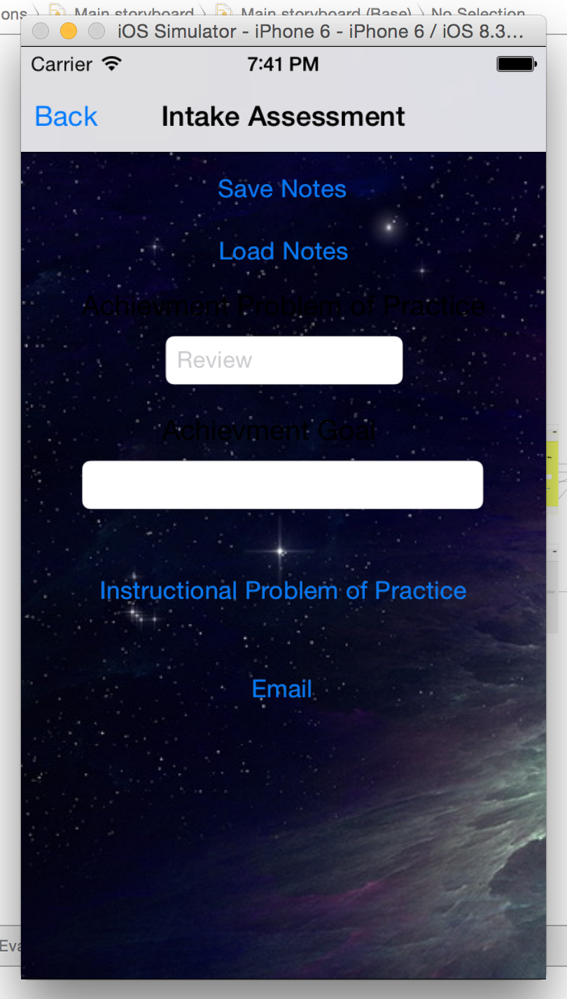 ons Main.storyboard Main.storyboard (Base) No Selection
iOS Simulator - iPhone 6 - iPhone 6 / iOS 8.3...
Carrier 7:41 PM
Back Intake Assessment
Save Notes
Load Notes
Achievment Problem of Practice
Review
Achievment Goal
Instructional Problem of Practice
Email
Eva